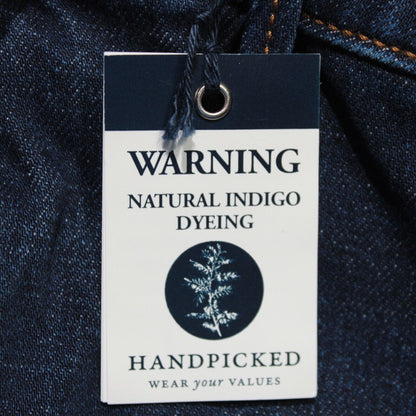 WARNING
NATURAL INDIGO
DYEING
HANDPICKED
WEAR your VALUES